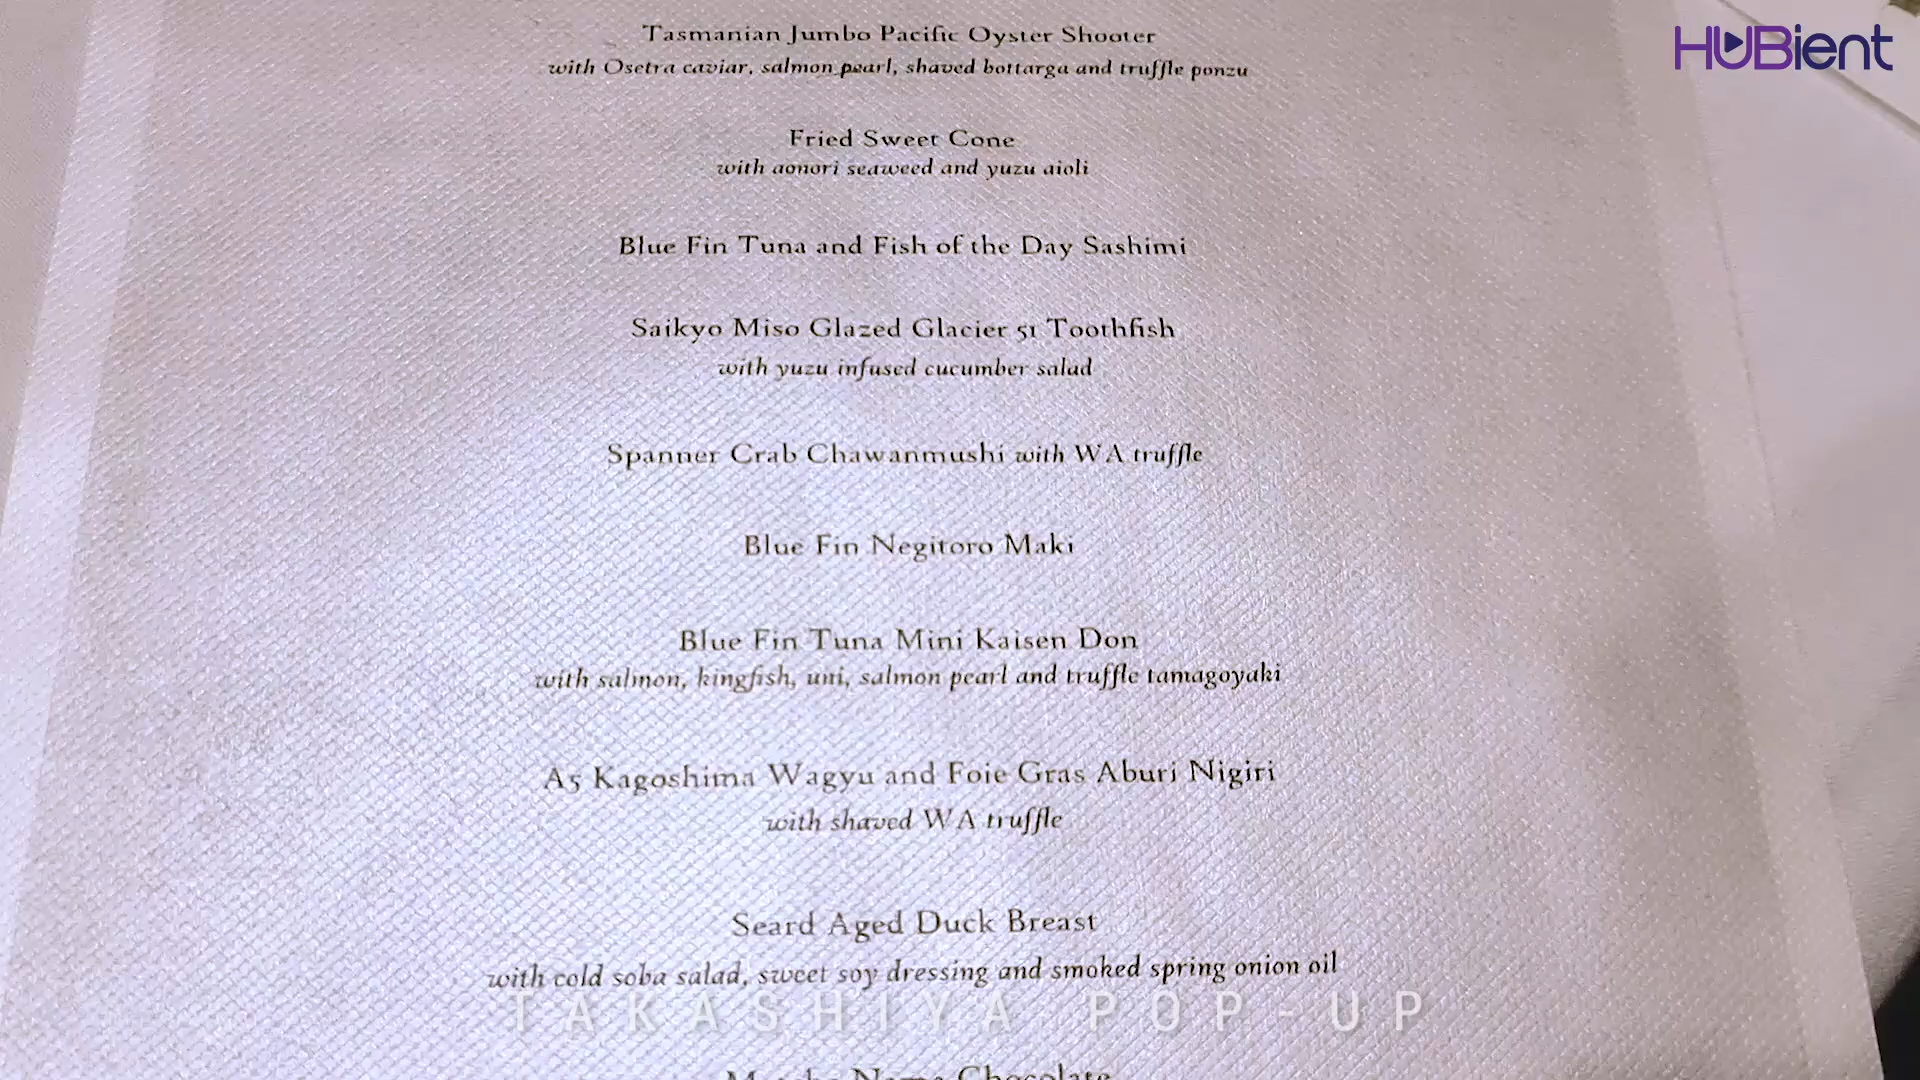 HUBient
Tasmanian Jumbo Pacific Oyster Shooter
with Osetra caviar, salmon pearl, shaved bottarga and truffle ponzu
Fried Sweet Cone
with aonori seaweed and yuzu aioli
Blue Fin Tuna and Fish of the Day Sashimi
Saikyo Miso Glazed Glacier 51 Toothfish
with yuzu infused cucumber salad
Spanner Crab Chawanmushi with WA truffle
Blue Fin Negitoro Maki
Blue Fin Tuna Mini Kaisen Don
with salmon, kingfish, uni, salmon pearl and truffle tamagoyaki
A5 Kagoshima Wagyu and Foie Gras Aburi Nigiri
with shaved WA truffle
Seard Aged Duck Breast
with cold soba salad, sweet soy dressing and smoked spring onion oil
TAKASHIYA POP-UP
Chocolate